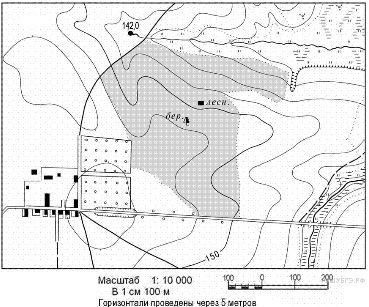 142,0
лесн.
бер.
150
Масштаб 1: 10 000
В 1 см 100 м
100 0 100 200
Горизонтали проведены через 5 метров